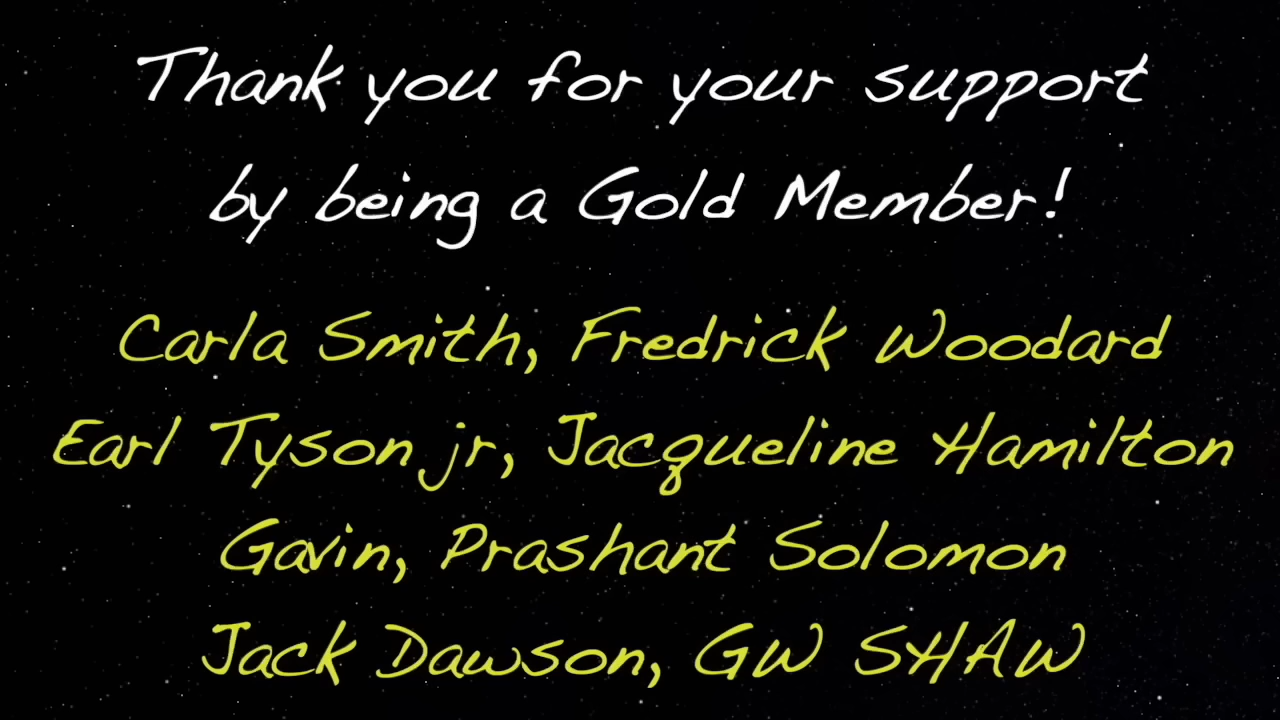 Thank you for your support
by being a Gold Member!
Carla Smith, Fredrick Woodard
Earl Tyson jr, Jacqueline Hamilton
Gavin, Prashant Solomon
Jack Dawson, GW SHAW